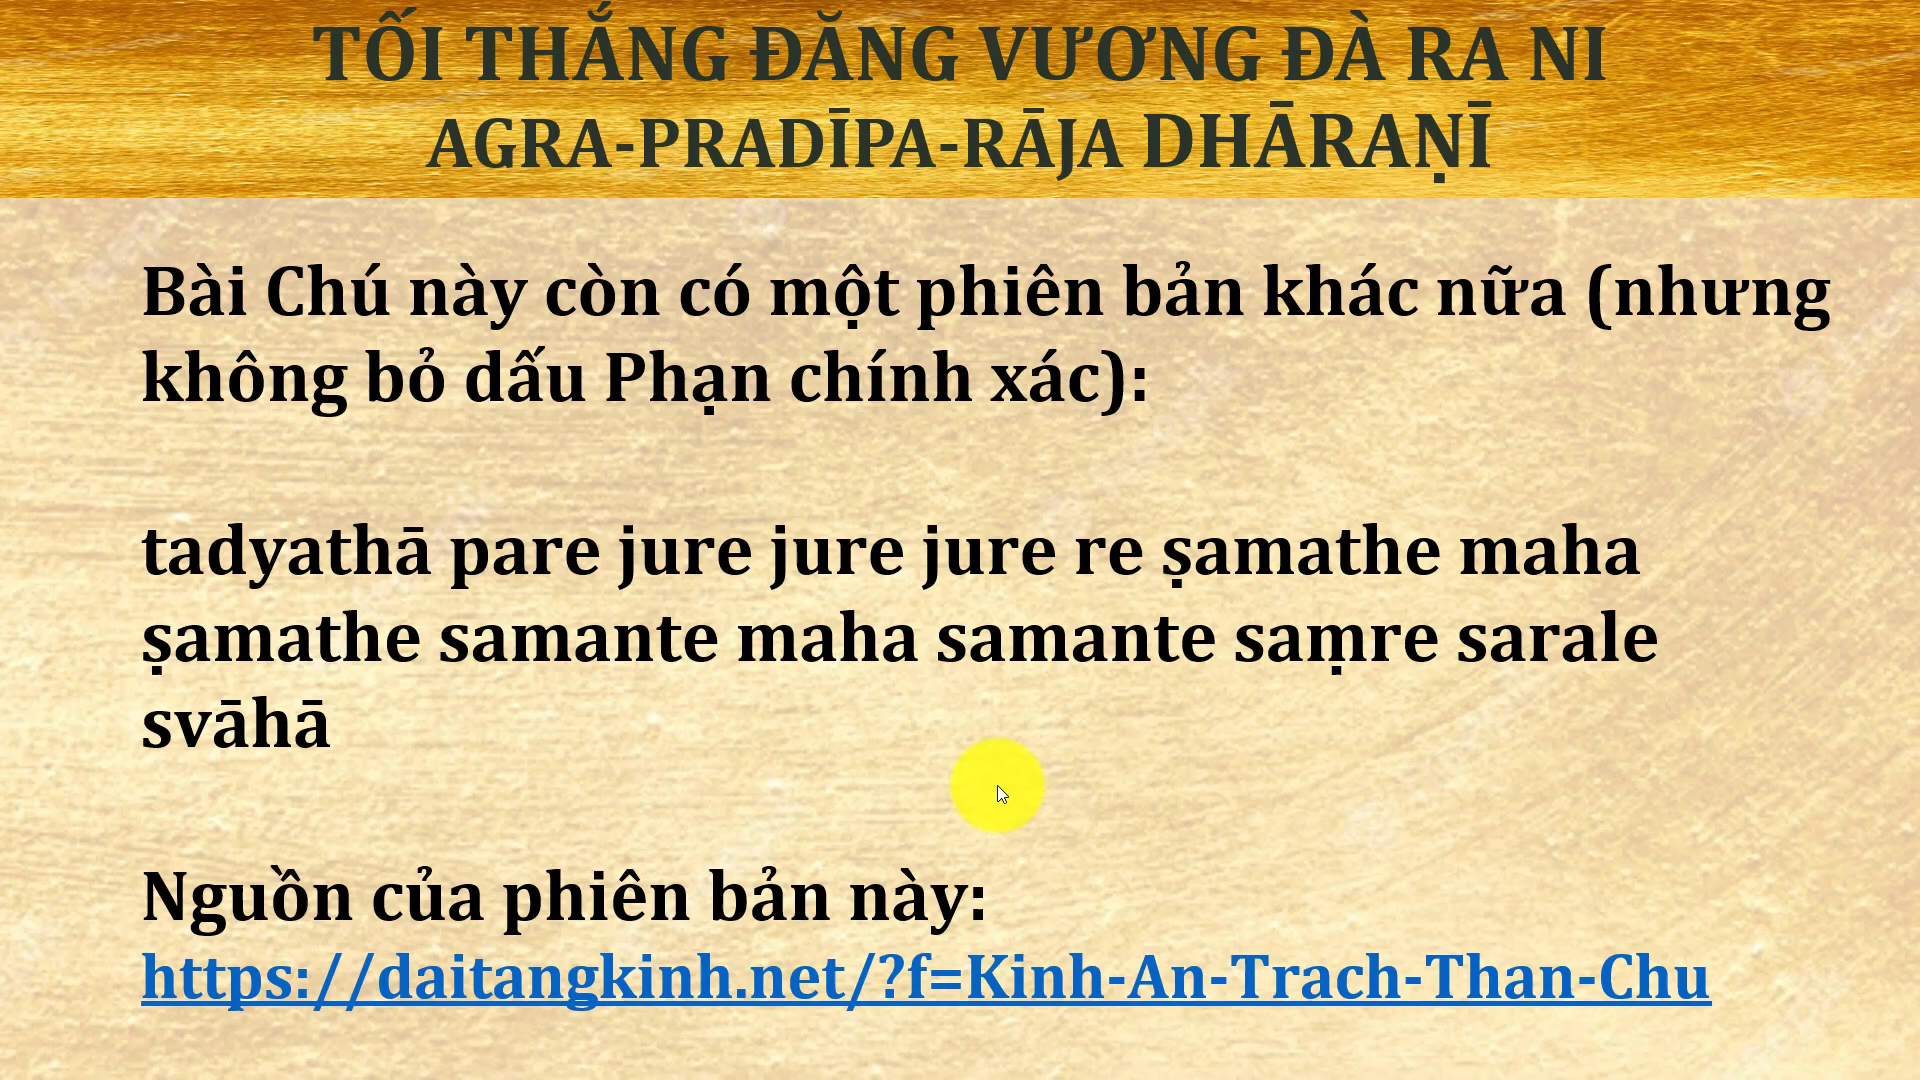 TỐI THẮNG ĐĂNG VƯƠNG ĐÀ RA NI
AGRA-PRADĪPA-RĀJA DHĀRAṆĪ
Bài Chú này còn có một phiên bản khác nữa (nhưng
không bỏ dấu Phạn chính xác):
tadyathā pare jure jure jure re ṣamathe maha
ṣamathe samante maha samante saṃre sarale
svāhā
Nguồn của phiên bản này:
https://daitangkinh.net/?f=Kinh-An-Trach-Than-Chu